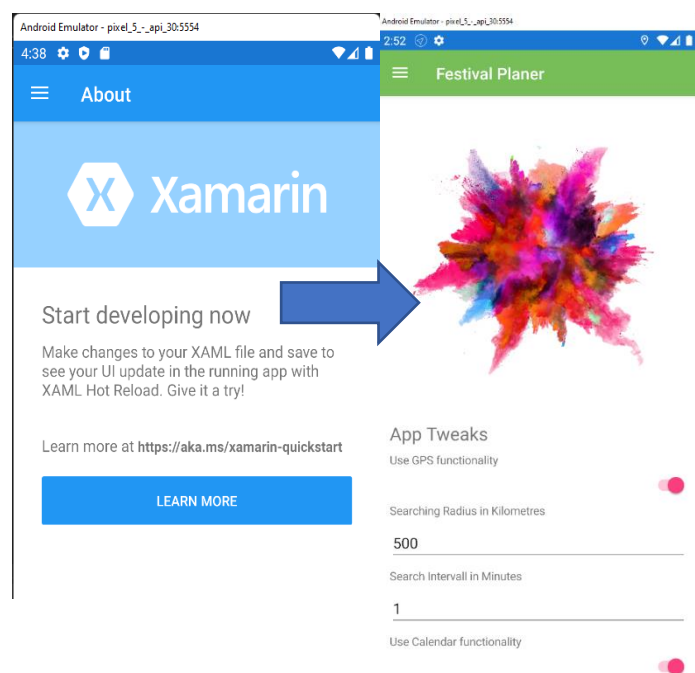 Android Emulator - pixel_5_-_api_30:5554
4:38
About
Xamarin
Start developing now
Make changes to your XAML file and save to
see your UI update in the running app with
XAML Hot Reload. Give it a try!
Learn more at https://aka.ms/xamarin-quickstart
LEARN MORE
Android Emulator - pixel_5_-_api_30:5554
2:52
Festival Planer
App Tweaks
Use GPS functionality
Searching Radius in Kilometres
500
Search Intervall in Minutes
1
Use Calendar functionality